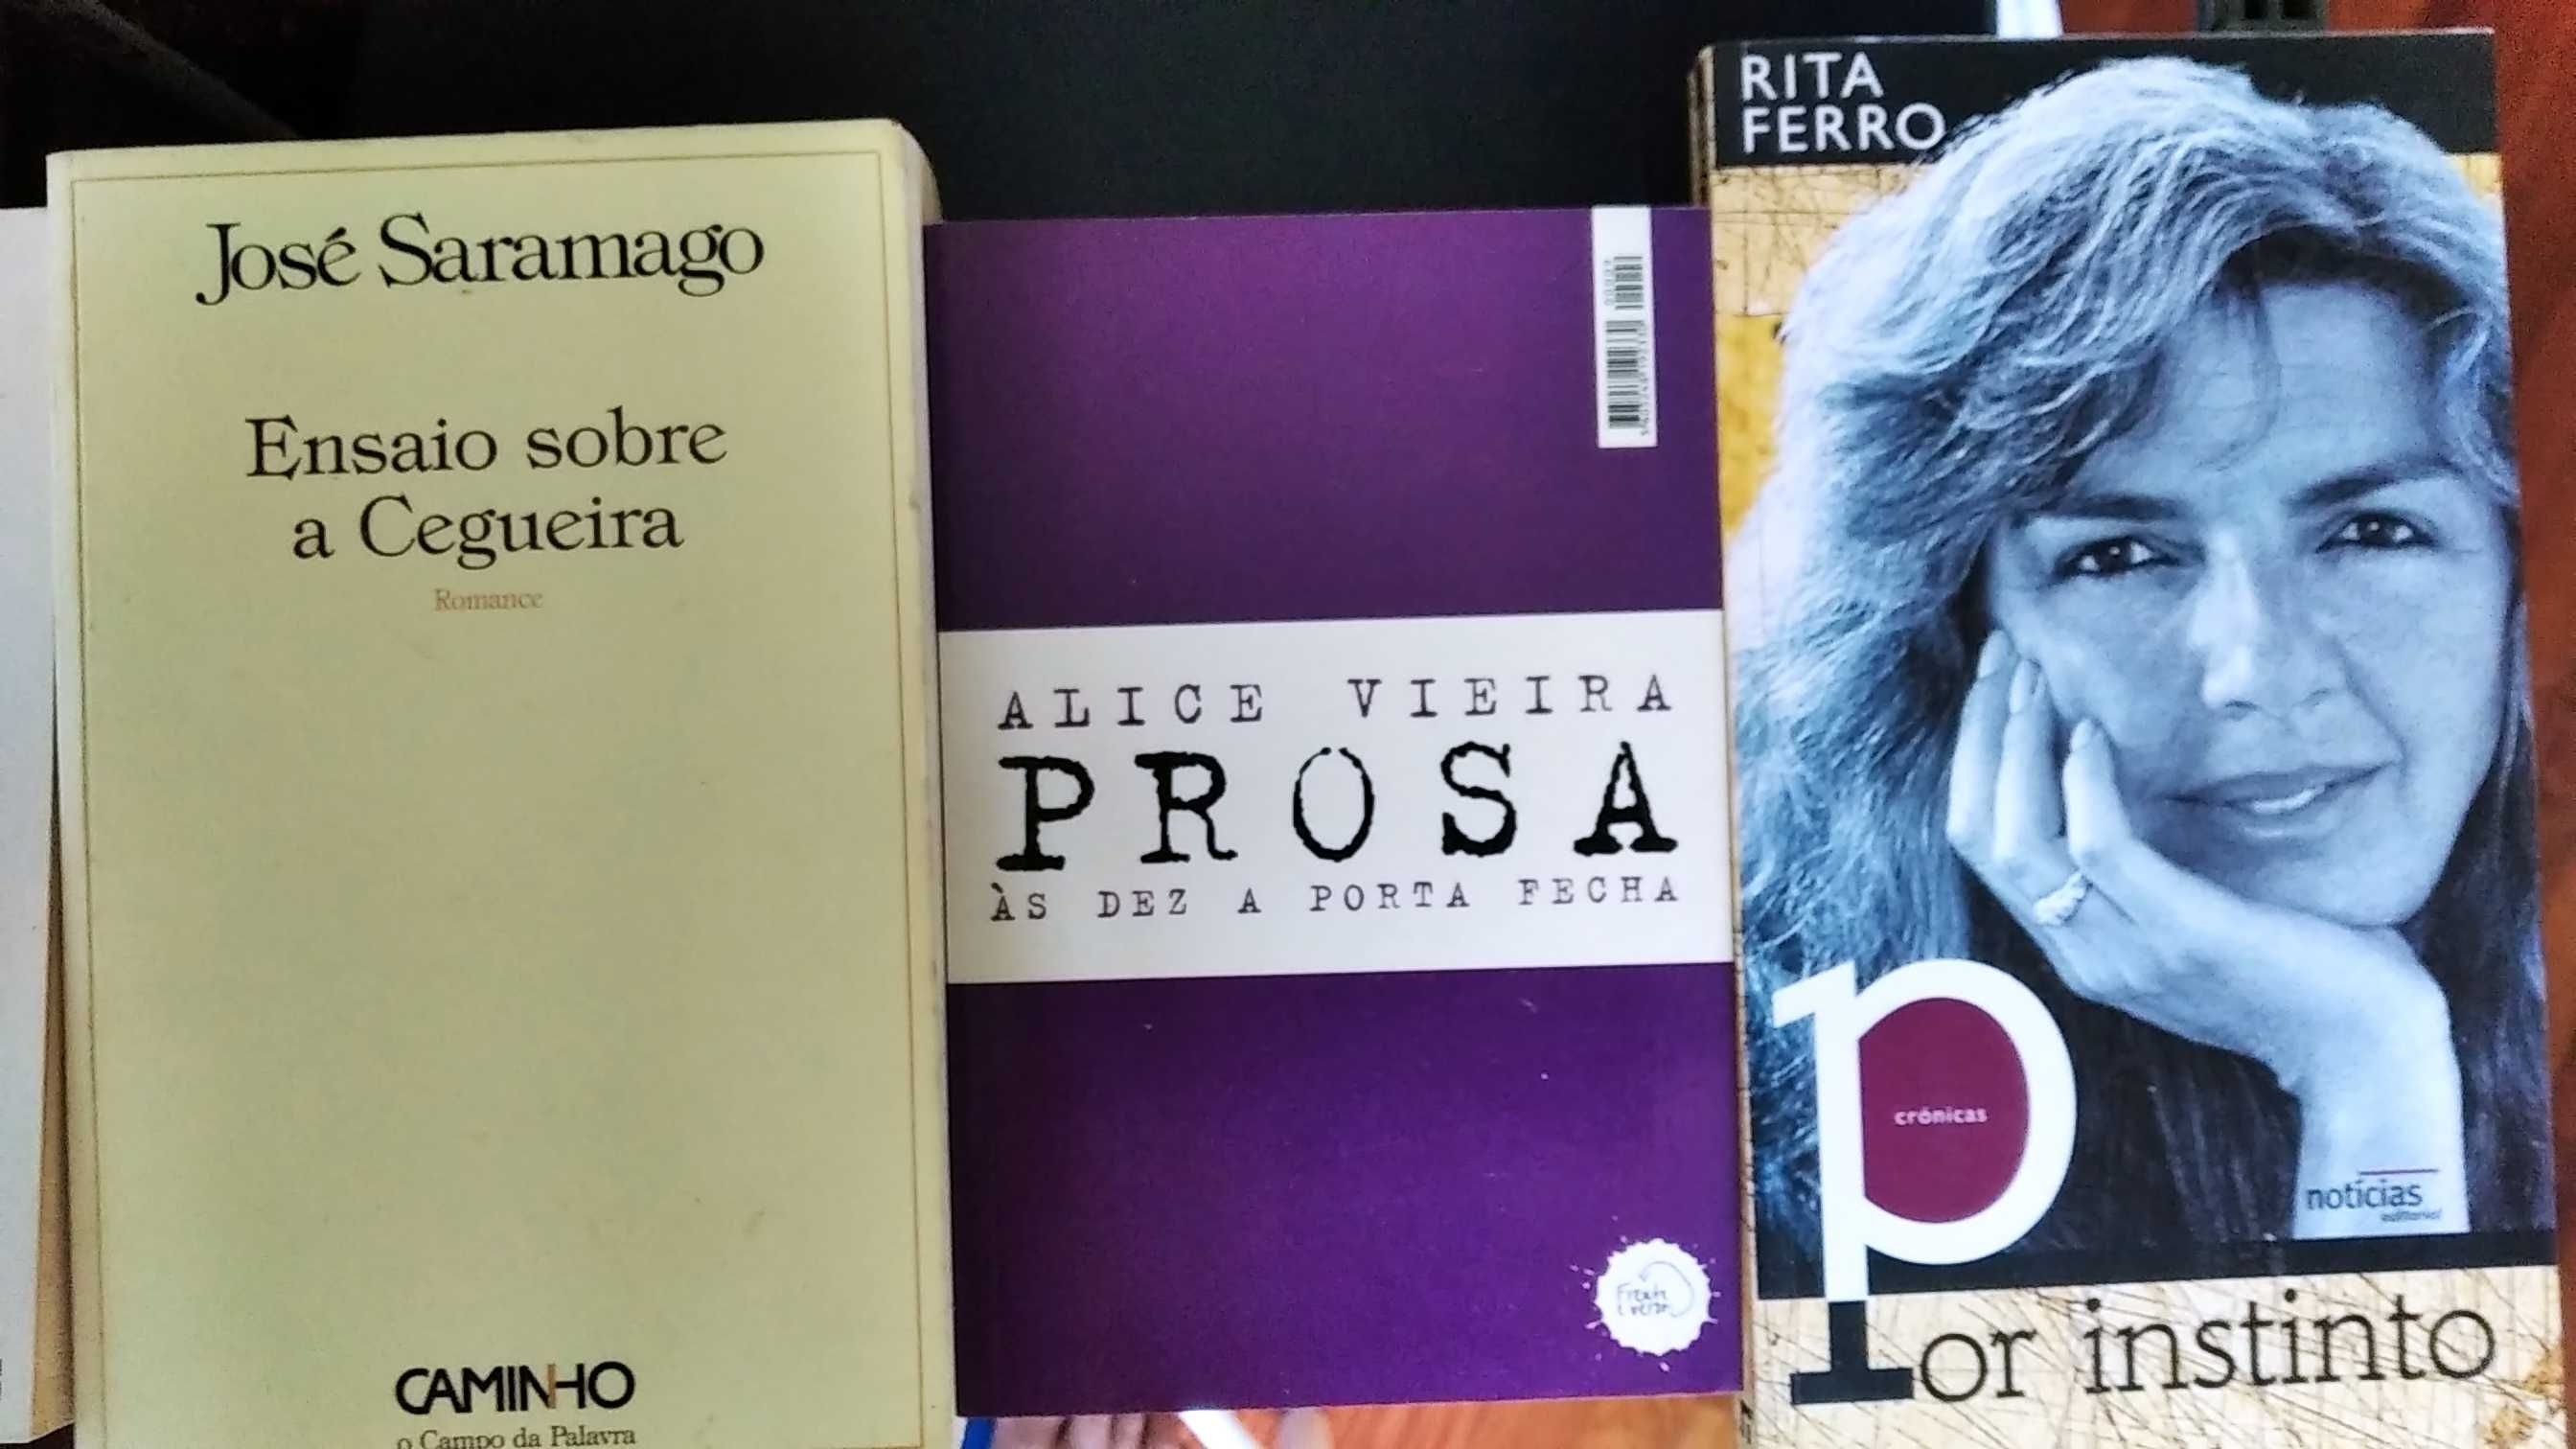 José Saramago
Ensaio sobre
a Cegueira
Romance
CAMINHO
o Campo da Palavra
ALICE VIEIRA
PROSA
ÀS DEZ A PORTA FECHA
RITA
FERRO
crónicas
notícias
editorial
Por instinto